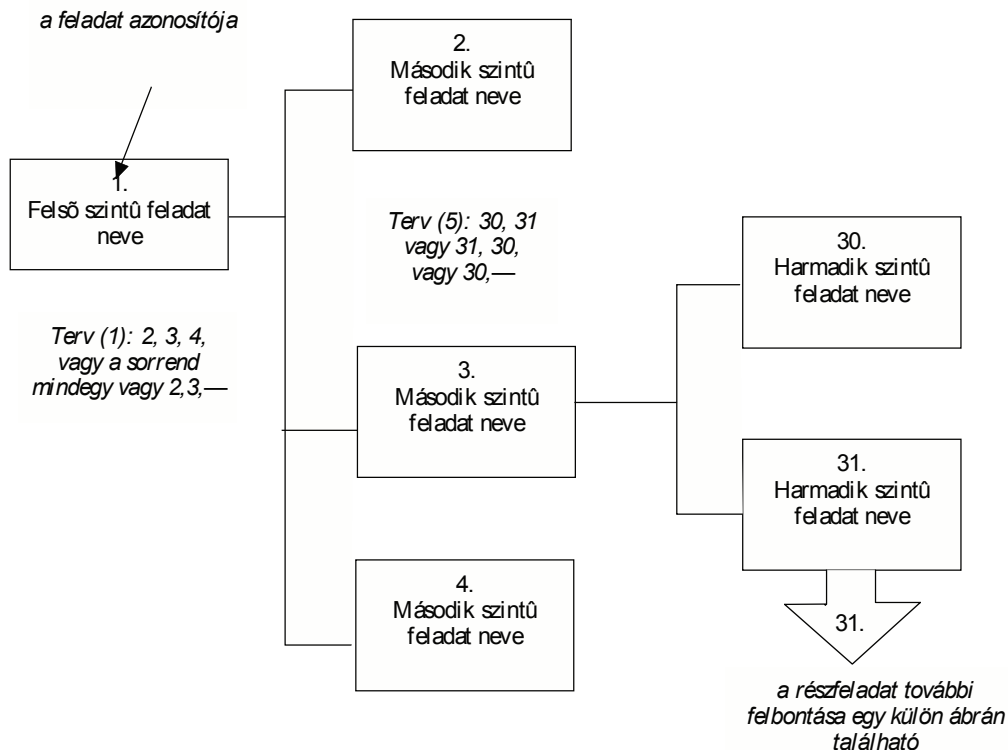 a feladat azonosítója
1.
Felsõ szintû feladat
neve
Terv (1): 2, 3, 4,
vagy a sorrend
mindegy vagy 2,3,—
2.
Második szintû
feladat neve
Terv (5): 30, 31
vagy 31, 30,
vagy 30,—
3.
Második szintû
feladat neve
4.
Második szintû
feladat neve
30.
Harmadik szintû
feladat neve
31.
Harmadik szintû
feladat neve
31.
a részfeladat további
felbontása egy külön ábrán
található